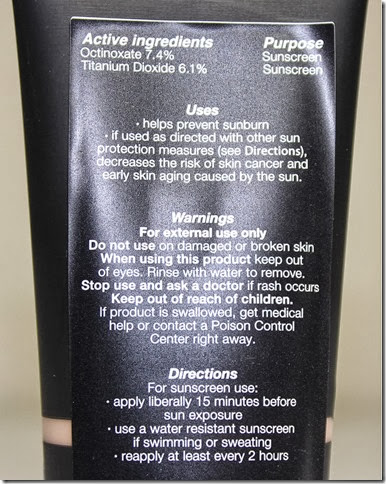 Active ingredients Purpose
Octinoxate 7.4% Sunscreen
Titanium Dioxide 6.1% Sunscreen
Uses
· helps prevent sunburn
· if used as directed with other sun
protection measures (see Directions),
decreases the risk of skin cancer and
early skin aging caused by the sun.
Warnings
For external use only
Do not use on damaged or broken skin
When using this product keep out
of eyes. Rinse with water to remove.
Stop use and ask a doctor if rash occurs
Keep out of reach of children.
If product is swallowed, get medical
help or contact a Poison Control
Center right away.
Directions
For sunscreen use:
· apply liberally 15 minutes before
sun exposure
· use a water resistant sunscreen
if swimming or sweating
· reapply at least every 2 hours